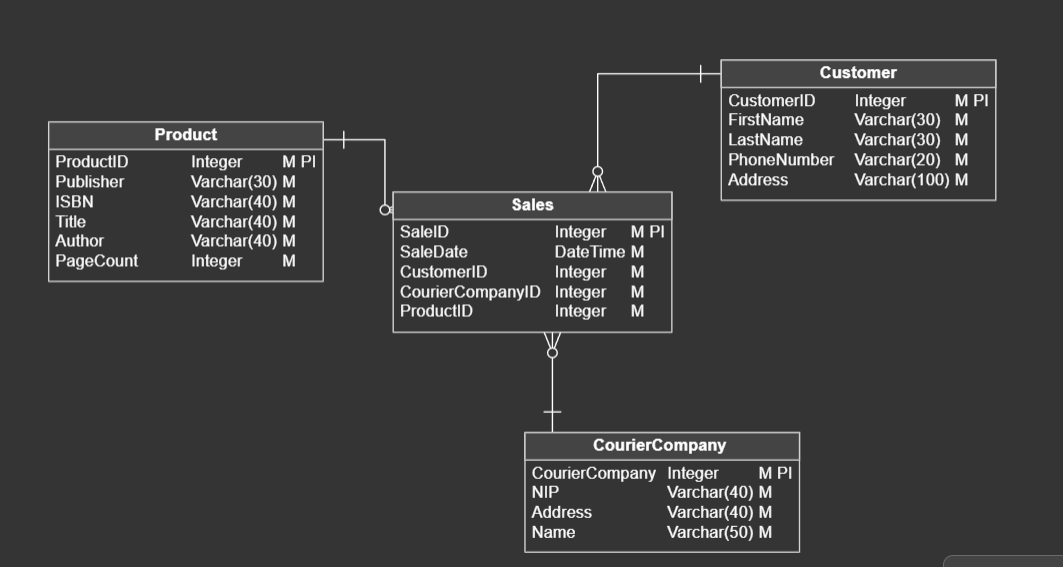 Customer
CustomerID Integer M PI
FirstName Varchar(30) M
LastName Varchar(30) M
PhoneNumber Varchar(20) M
Address Varchar(100) M
Product
ProductID Integer M PI
Publisher Varchar(30) M
ISBN Varchar(40) M
Title Varchar(40) M
Author Varchar(40) M
PageCount Integer M
Sales
SaleID Integer M PI
SaleDate DateTime M
CustomerID Integer M
CourierCompanyID Integer M
ProductID Integer M
CourierCompany
CourierCompany Integer M PI
NIP Varchar(40) M
Address Varchar(40) M
Name Varchar(50) M